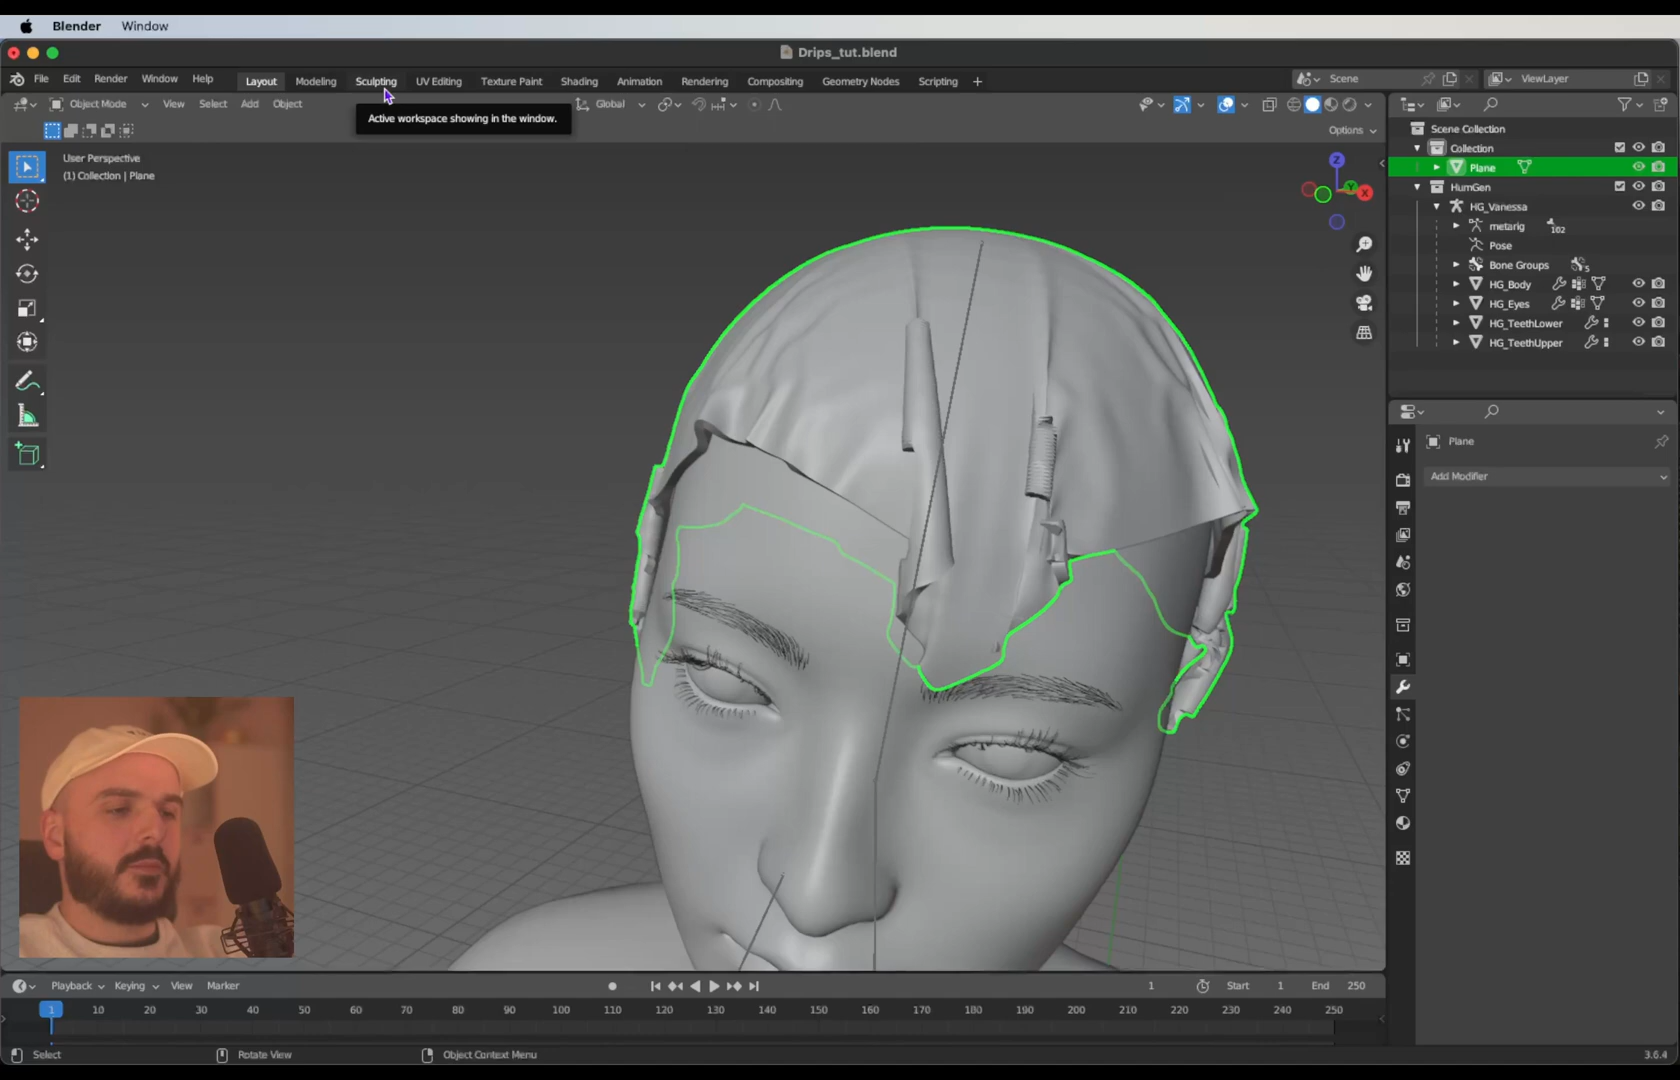 Blender Window
Drips_tut.blend
File Edit Render Window Help Layout Modeling Sculpting UV Editing Texture Paint Shading Animation Rendering Compositing Geometry Nodes Scripting + Scene ViewLayer
Object Mode View Select Add Object Global
Active workspace showing in the window.
Options
User Perspective
(1) Collection | Plane
Z
Y
X
Scene Collection
Collection
Plane
HumGen
HG_Vanessa
metarig 102
Pose
Bone Groups 5
HG_Body
HG_Eyes
HG_TeethLower
HG_TeethUpper
Plane
Add Modifier
Playback Keying View Marker 1 Start 1 End 250
1 10 20 30 40 50 60 70 80 90 100 110 120 130 140 150 160 170 180 190 200 210 220 230 240 250
Select Rotate View Object Context Menu 3.6.4